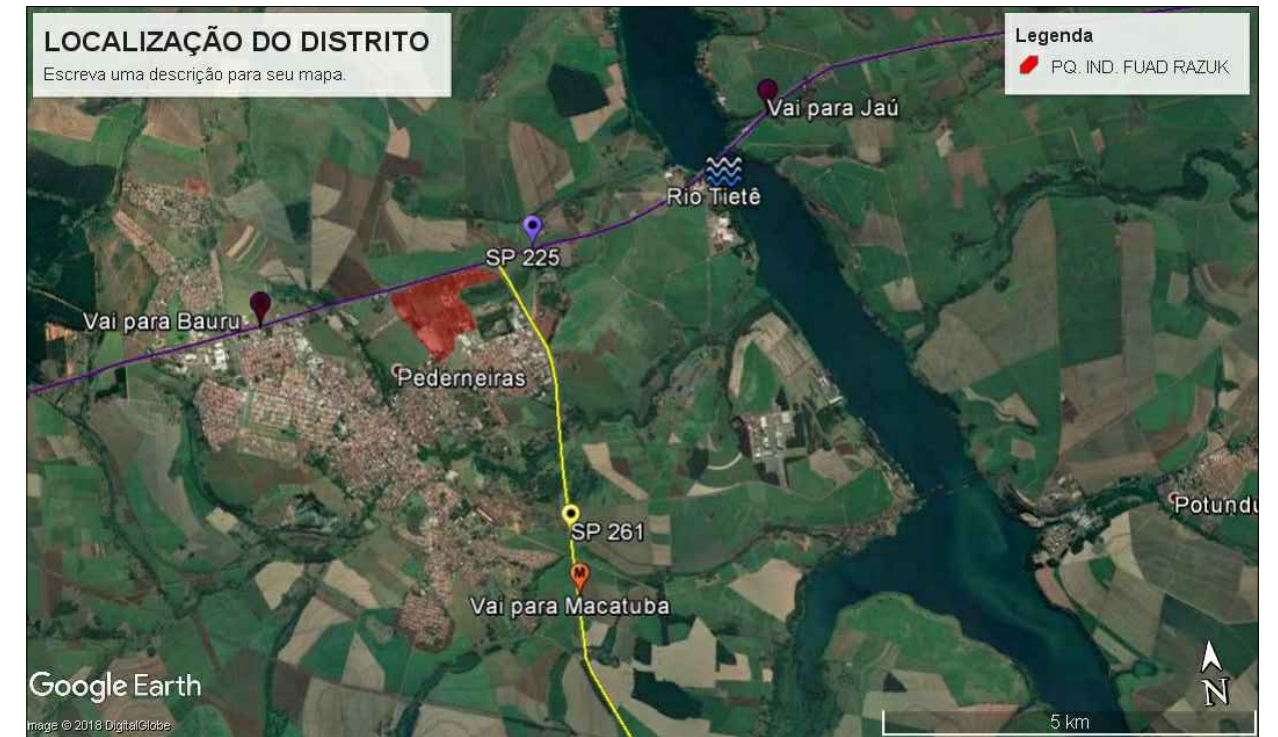 LOCALIZAÇÃO DO DISTRITO
Escreva uma descrição para seu mapa.
Legenda
PQ. IND. FUAD RAZUK
Vai para Jaú
Rio Tietê
SP 225
Vai para Bauru
Pederneiras
Potundu
SP 261
M
Vai para Macatuba
Google Earth
N
mage © 2018 DigitalGlobe
5 km